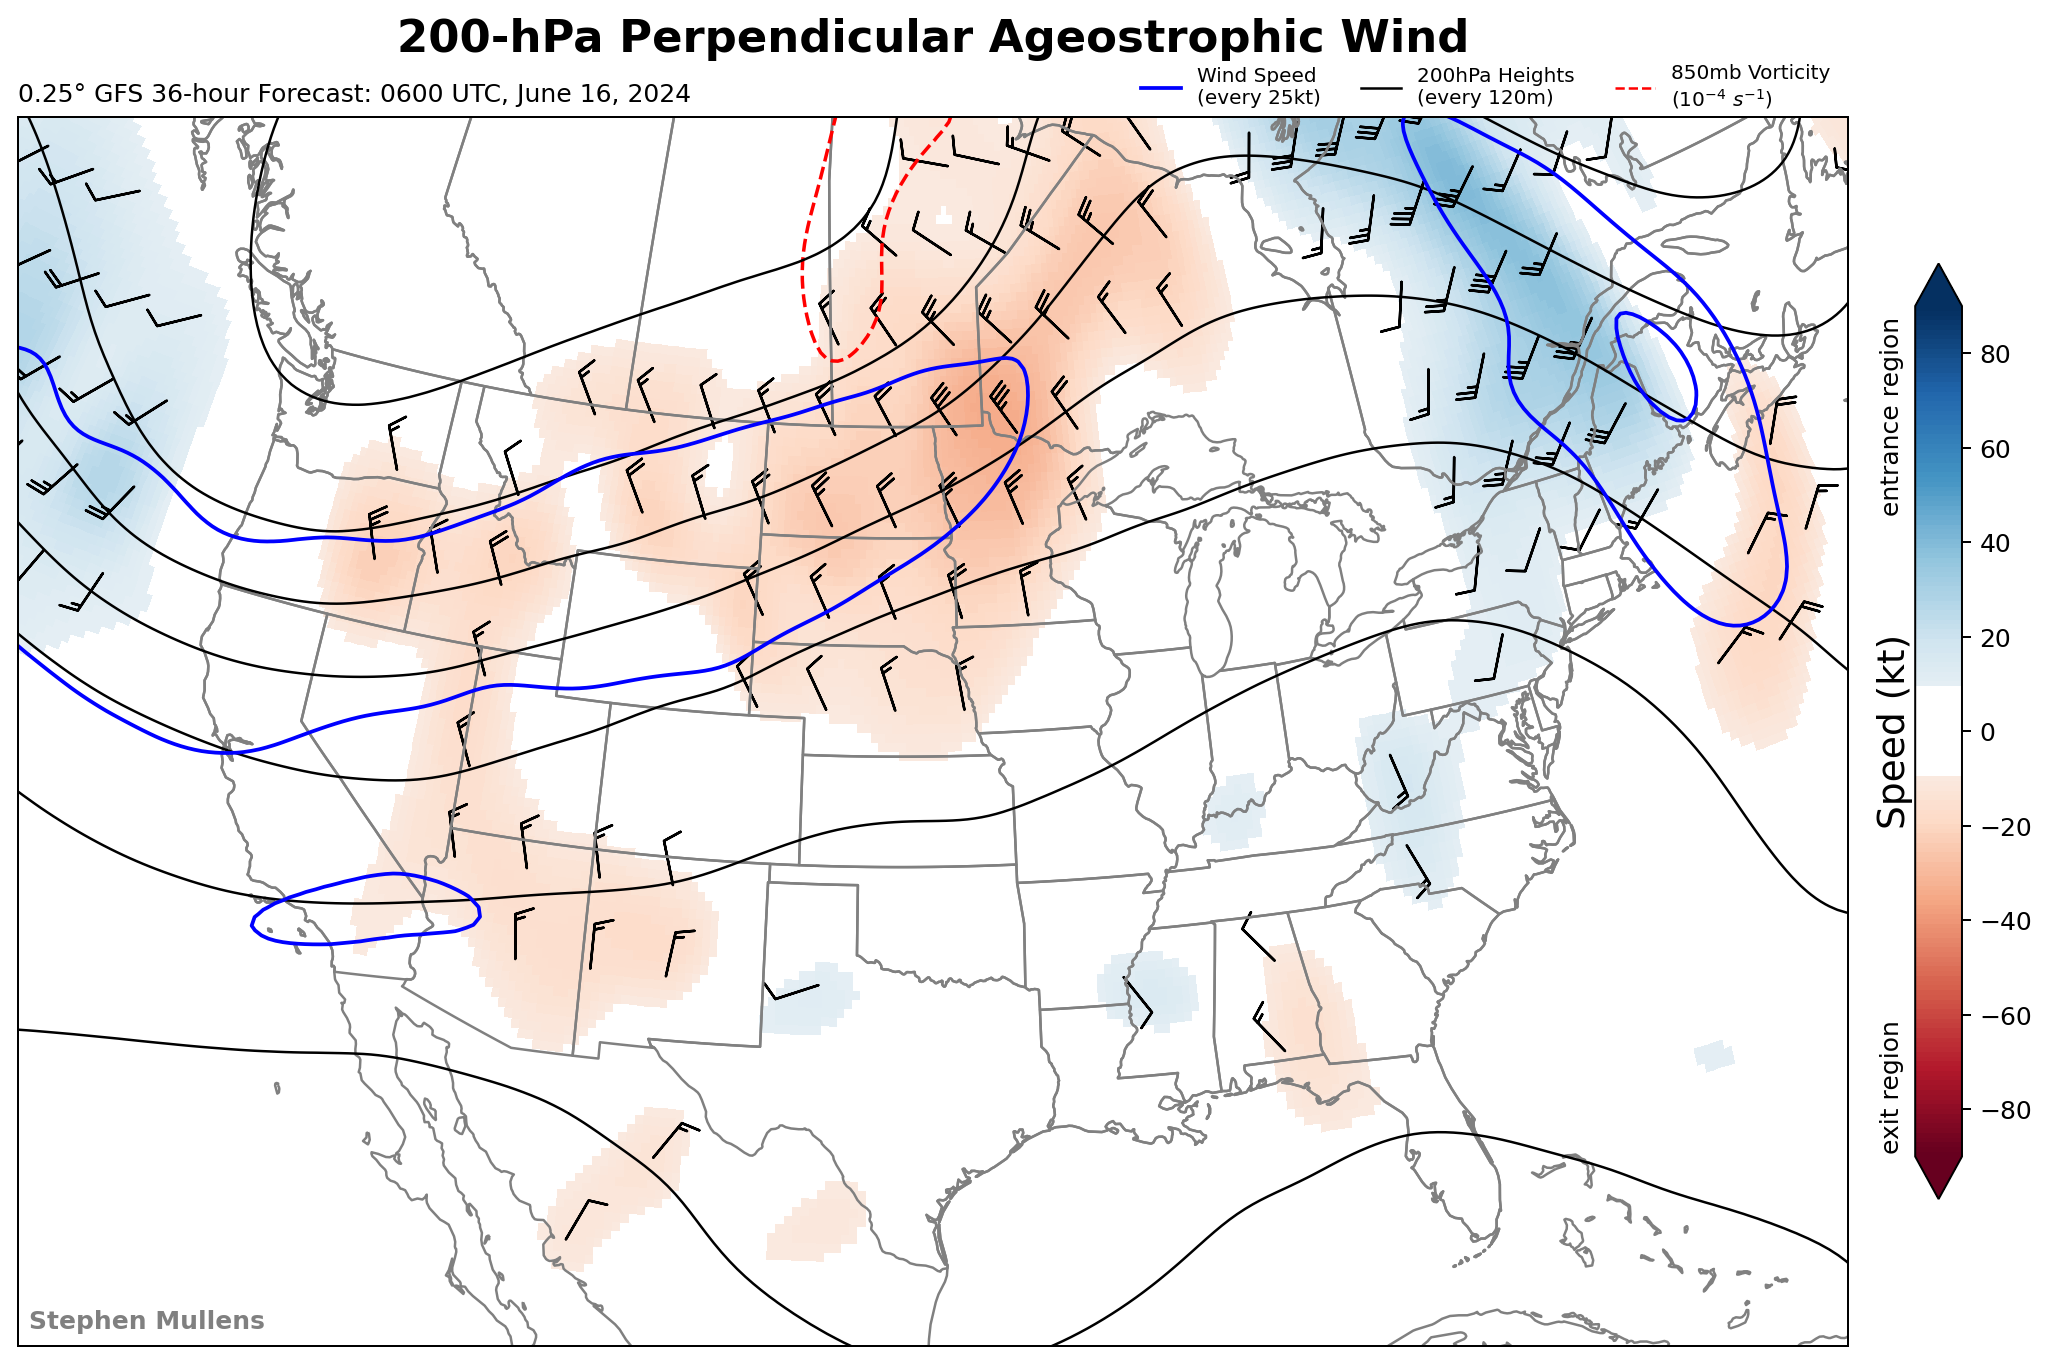 200-hPa Perpendicular Ageostrophic Wind
0.25° GFS 36-hour Forecast: 0600 UTC, June 16, 2024
Wind Speed
(every 25kt)
200hPa Heights
(every 120m)
850mb Vorticity
(10⁻⁴ s⁻¹)
entrance region
Speed (kt)
exit region
80
60
40
20
0
−20
−40
−60
−80
Stephen Mullens